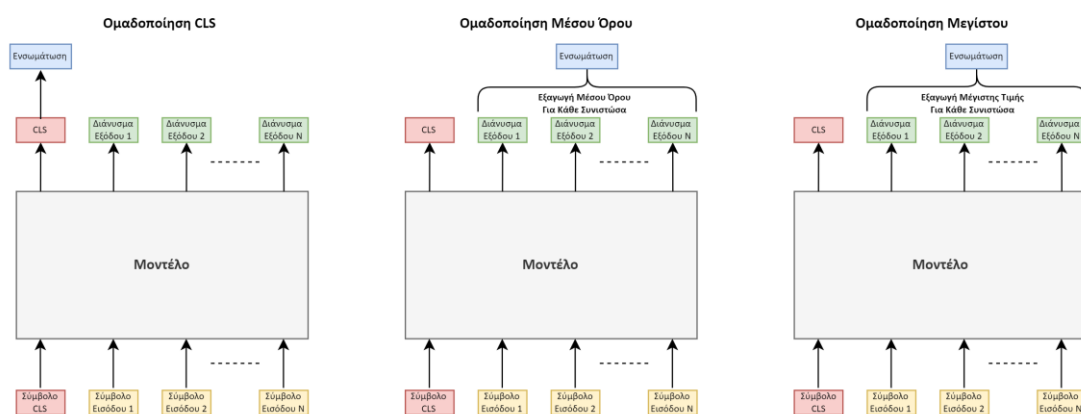 Ομαδοποίηση CLS
Ενσωμάτωση
CLS
Διάνυσμα
Εξόδου 1
Διάνυσμα
Εξόδου 2
Διάνυσμα
Εξόδου N
Μοντέλο
Σύμβολο
CLS
Σύμβολο
Εισόδου 1
Σύμβολο
Εισόδου 2
Σύμβολο
Εισόδου N
Ομαδοποίηση Μέσου Όρου
Ενσωμάτωση
Εξαγωγή Μέσου Όρου
Για Κάθε Συνιστώσα
CLS
Διάνυσμα
Εξόδου 1
Διάνυσμα
Εξόδου 2
Διάνυσμα
Εξόδου N
Μοντέλο
Σύμβολο
CLS
Σύμβολο
Εισόδου 1
Σύμβολο
Εισόδου 2
Σύμβολο
Εισόδου N
Ομαδοποίηση Μεγίστου
Ενσωμάτωση
Εξαγωγή Μέγιστης Τιμής
Για Κάθε Συνιστώσα
CLS
Διάνυσμα
Εξόδου 1
Διάνυσμα
Εξόδου 2
Διάνυσμα
Εξόδου N
Μοντέλο
Σύμβολο
CLS
Σύμβολο
Εισόδου 1
Σύμβολο
Εισόδου 2
Σύμβολο
Εισόδου N